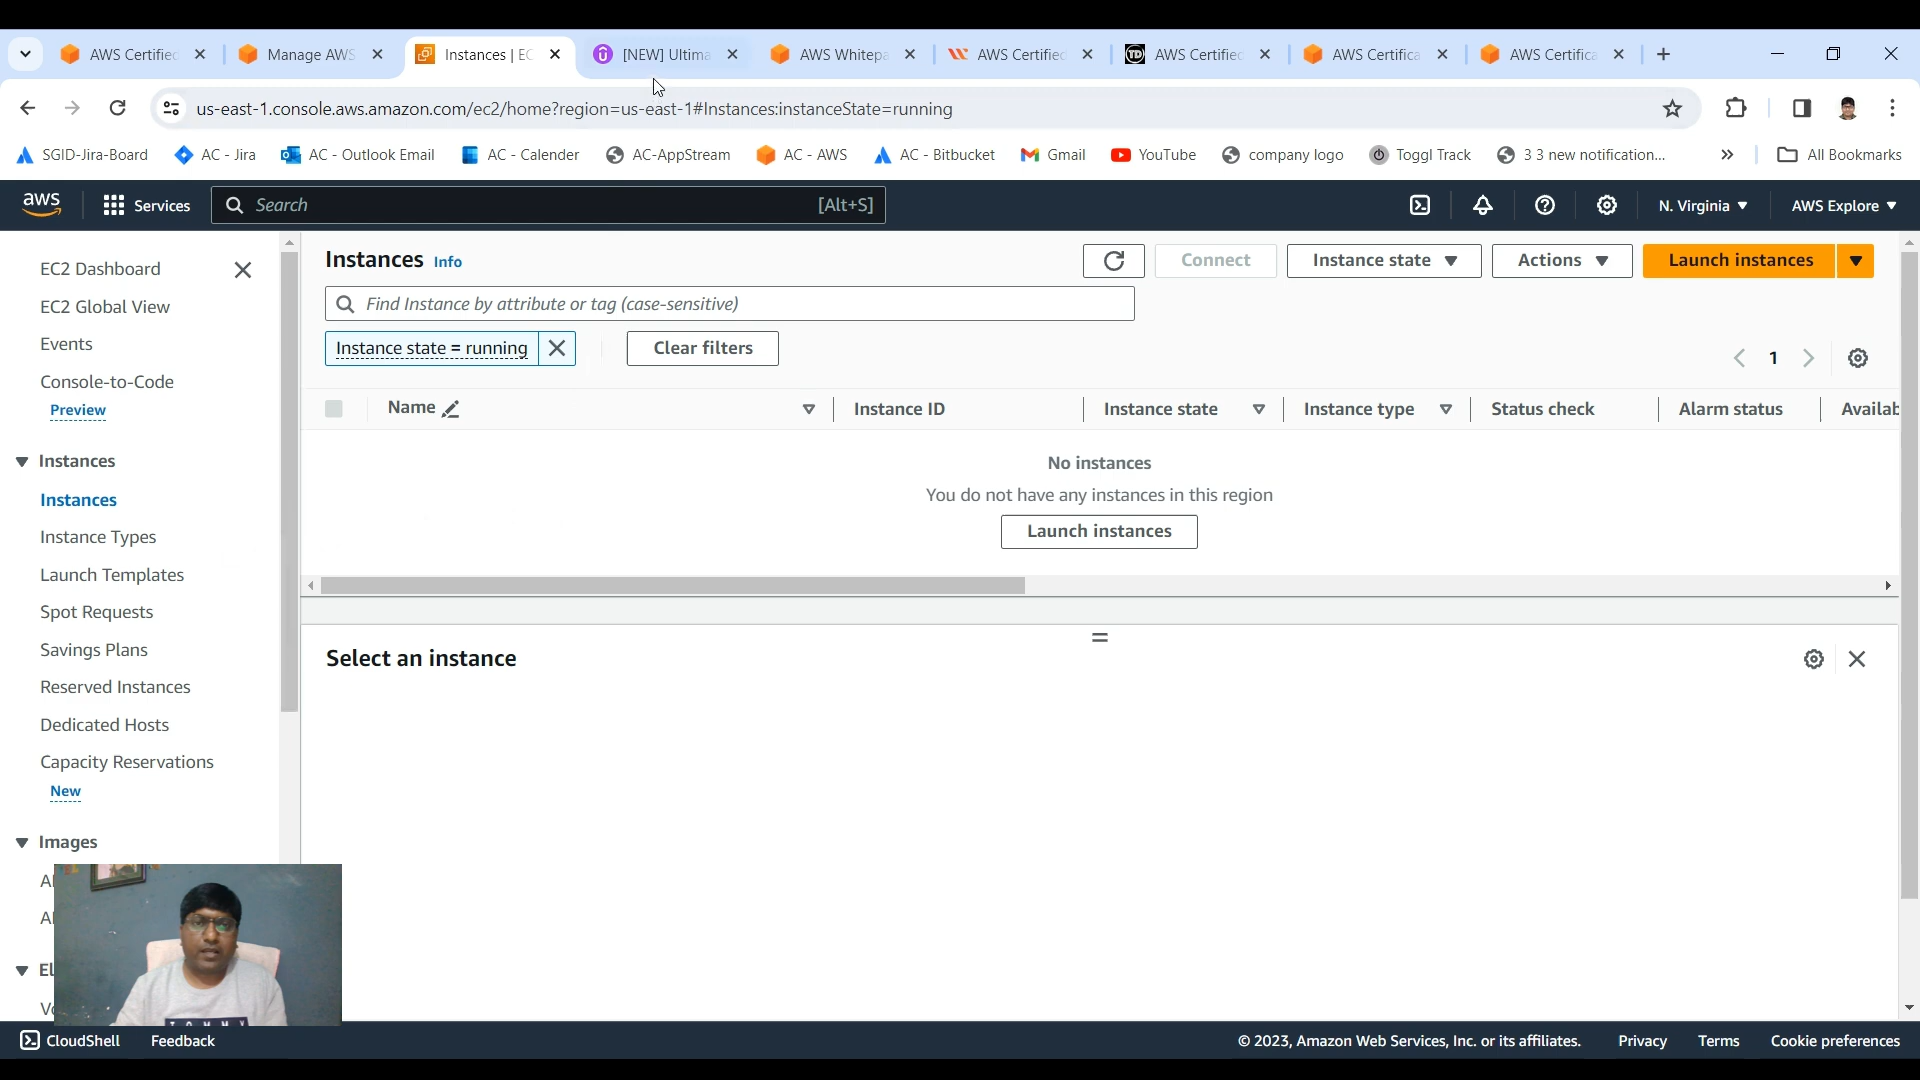 AWS Certified
Manage AWS
Instances | EC
[NEW] Ultima
AWS Whitepa
AWS Certified
TD
AWS Certified
AWS Certifica
AWS Certifica
us-east-1.console.aws.amazon.com/ec2/home?region=us-east-1#Instances:instanceState=running
SGID-Jira-Board
AC - Jira
AC - Outlook Email
AC - Calender
AC-AppStream
AC - AWS
AC - Bitbucket
Gmail
YouTube
company logo
Toggl Track
3 3 new notification...
All Bookmarks
aws
Services
Search
[Alt+S]
N. Virginia
AWS Explore
EC2 Dashboard
EC2 Global View
Events
Console-to-Code
Preview
Instances
Instances
Instance Types
Launch Templates
Spot Requests
Savings Plans
Reserved Instances
Dedicated Hosts
Capacity Reservations
New
Images
Instances Info
Connect
Instance state
Actions
Launch instances
Find Instance by attribute or tag (case-sensitive)
Instance state = running
Clear filters
1
Name
Instance ID
Instance state
Instance type
Status check
Alarm status
Availab
No instances
You do not have any instances in this region
Launch instances
Select an instance
TOMMY
CloudShell
Feedback
© 2023, Amazon Web Services, Inc. or its affiliates.
Privacy
Terms
Cookie preferences